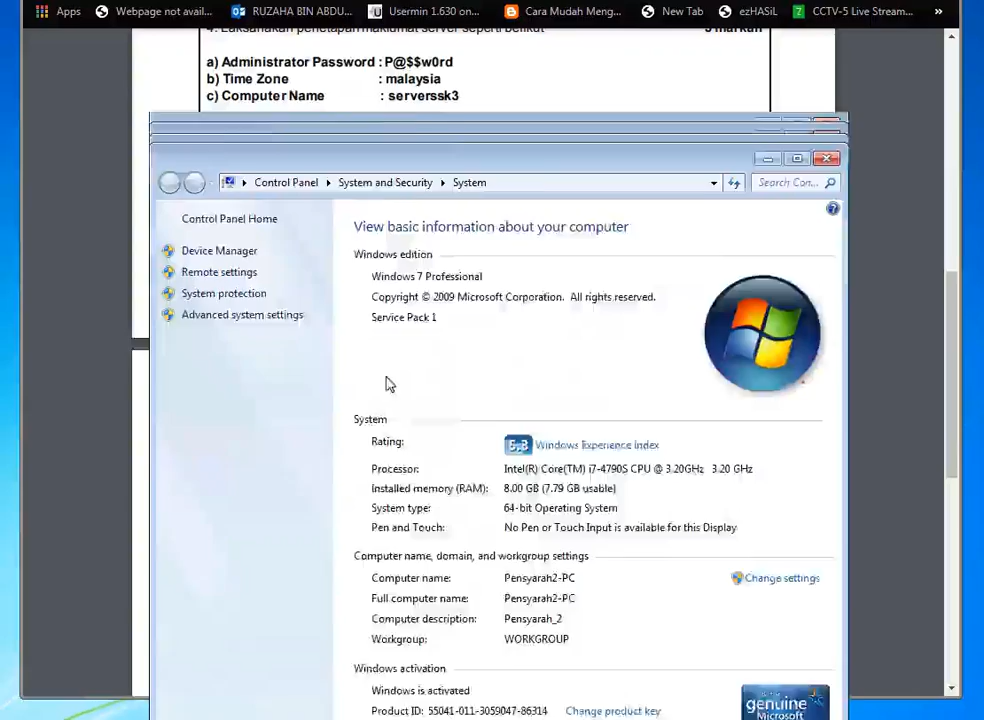 Apps Webpage not avail... RUZAHA BIN ABDU... Usermin 1.630 on... Cara Mudah Meng... New Tab ezHASiL CCTV-5 Live Stream... »
4. Laksanakan penetapan maklumat server seperti berikut
a) Administrator Password : P@$$w0rd
b) Time Zone : malaysia
c) Computer Name : serverssk3
Control Panel System and Security System Search Con...
Control Panel Home
Device Manager
Remote settings
System protection
Advanced system settings
View basic information about your computer
Windows edition
Windows 7 Professional
Copyright © 2009 Microsoft Corporation. All rights reserved.
Service Pack 1
System
Rating: Windows Experience Index
Processor: Intel(R) Core(TM) i7-4790S CPU @ 3.20GHz 3.20 GHz
Installed memory (RAM): 8.00 GB (7.79 GB usable)
System type: 64-bit Operating System
Pen and Touch: No Pen or Touch Input is available for this Display
Computer name, domain, and workgroup settings
Computer name: Pensyarah2-PC Change settings
Full computer name: Pensyarah2-PC
Computer description: Pensyarah_2
Workgroup: WORKGROUP
Windows activation
Windows is activated
Product ID: 55041-011-3059047-86314 Change product key
genuine
Microsoft